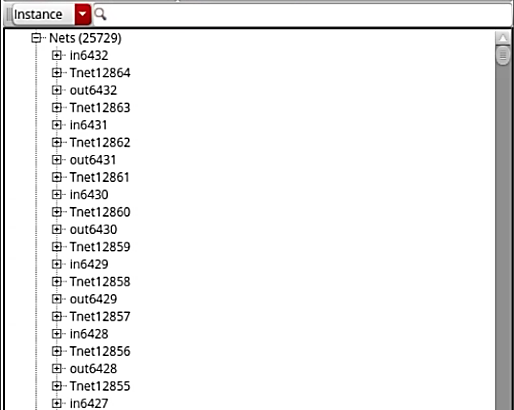 Instance
Nets (25729)
in6432
Tnet12864
out6432
Tnet12863
in6431
Tnet12862
out6431
Tnet12861
in6430
Tnet12860
out6430
Tnet12859
in6429
Tnet12858
out6429
Tnet12857
in6428
Tnet12856
out6428
Tnet12855
in6427